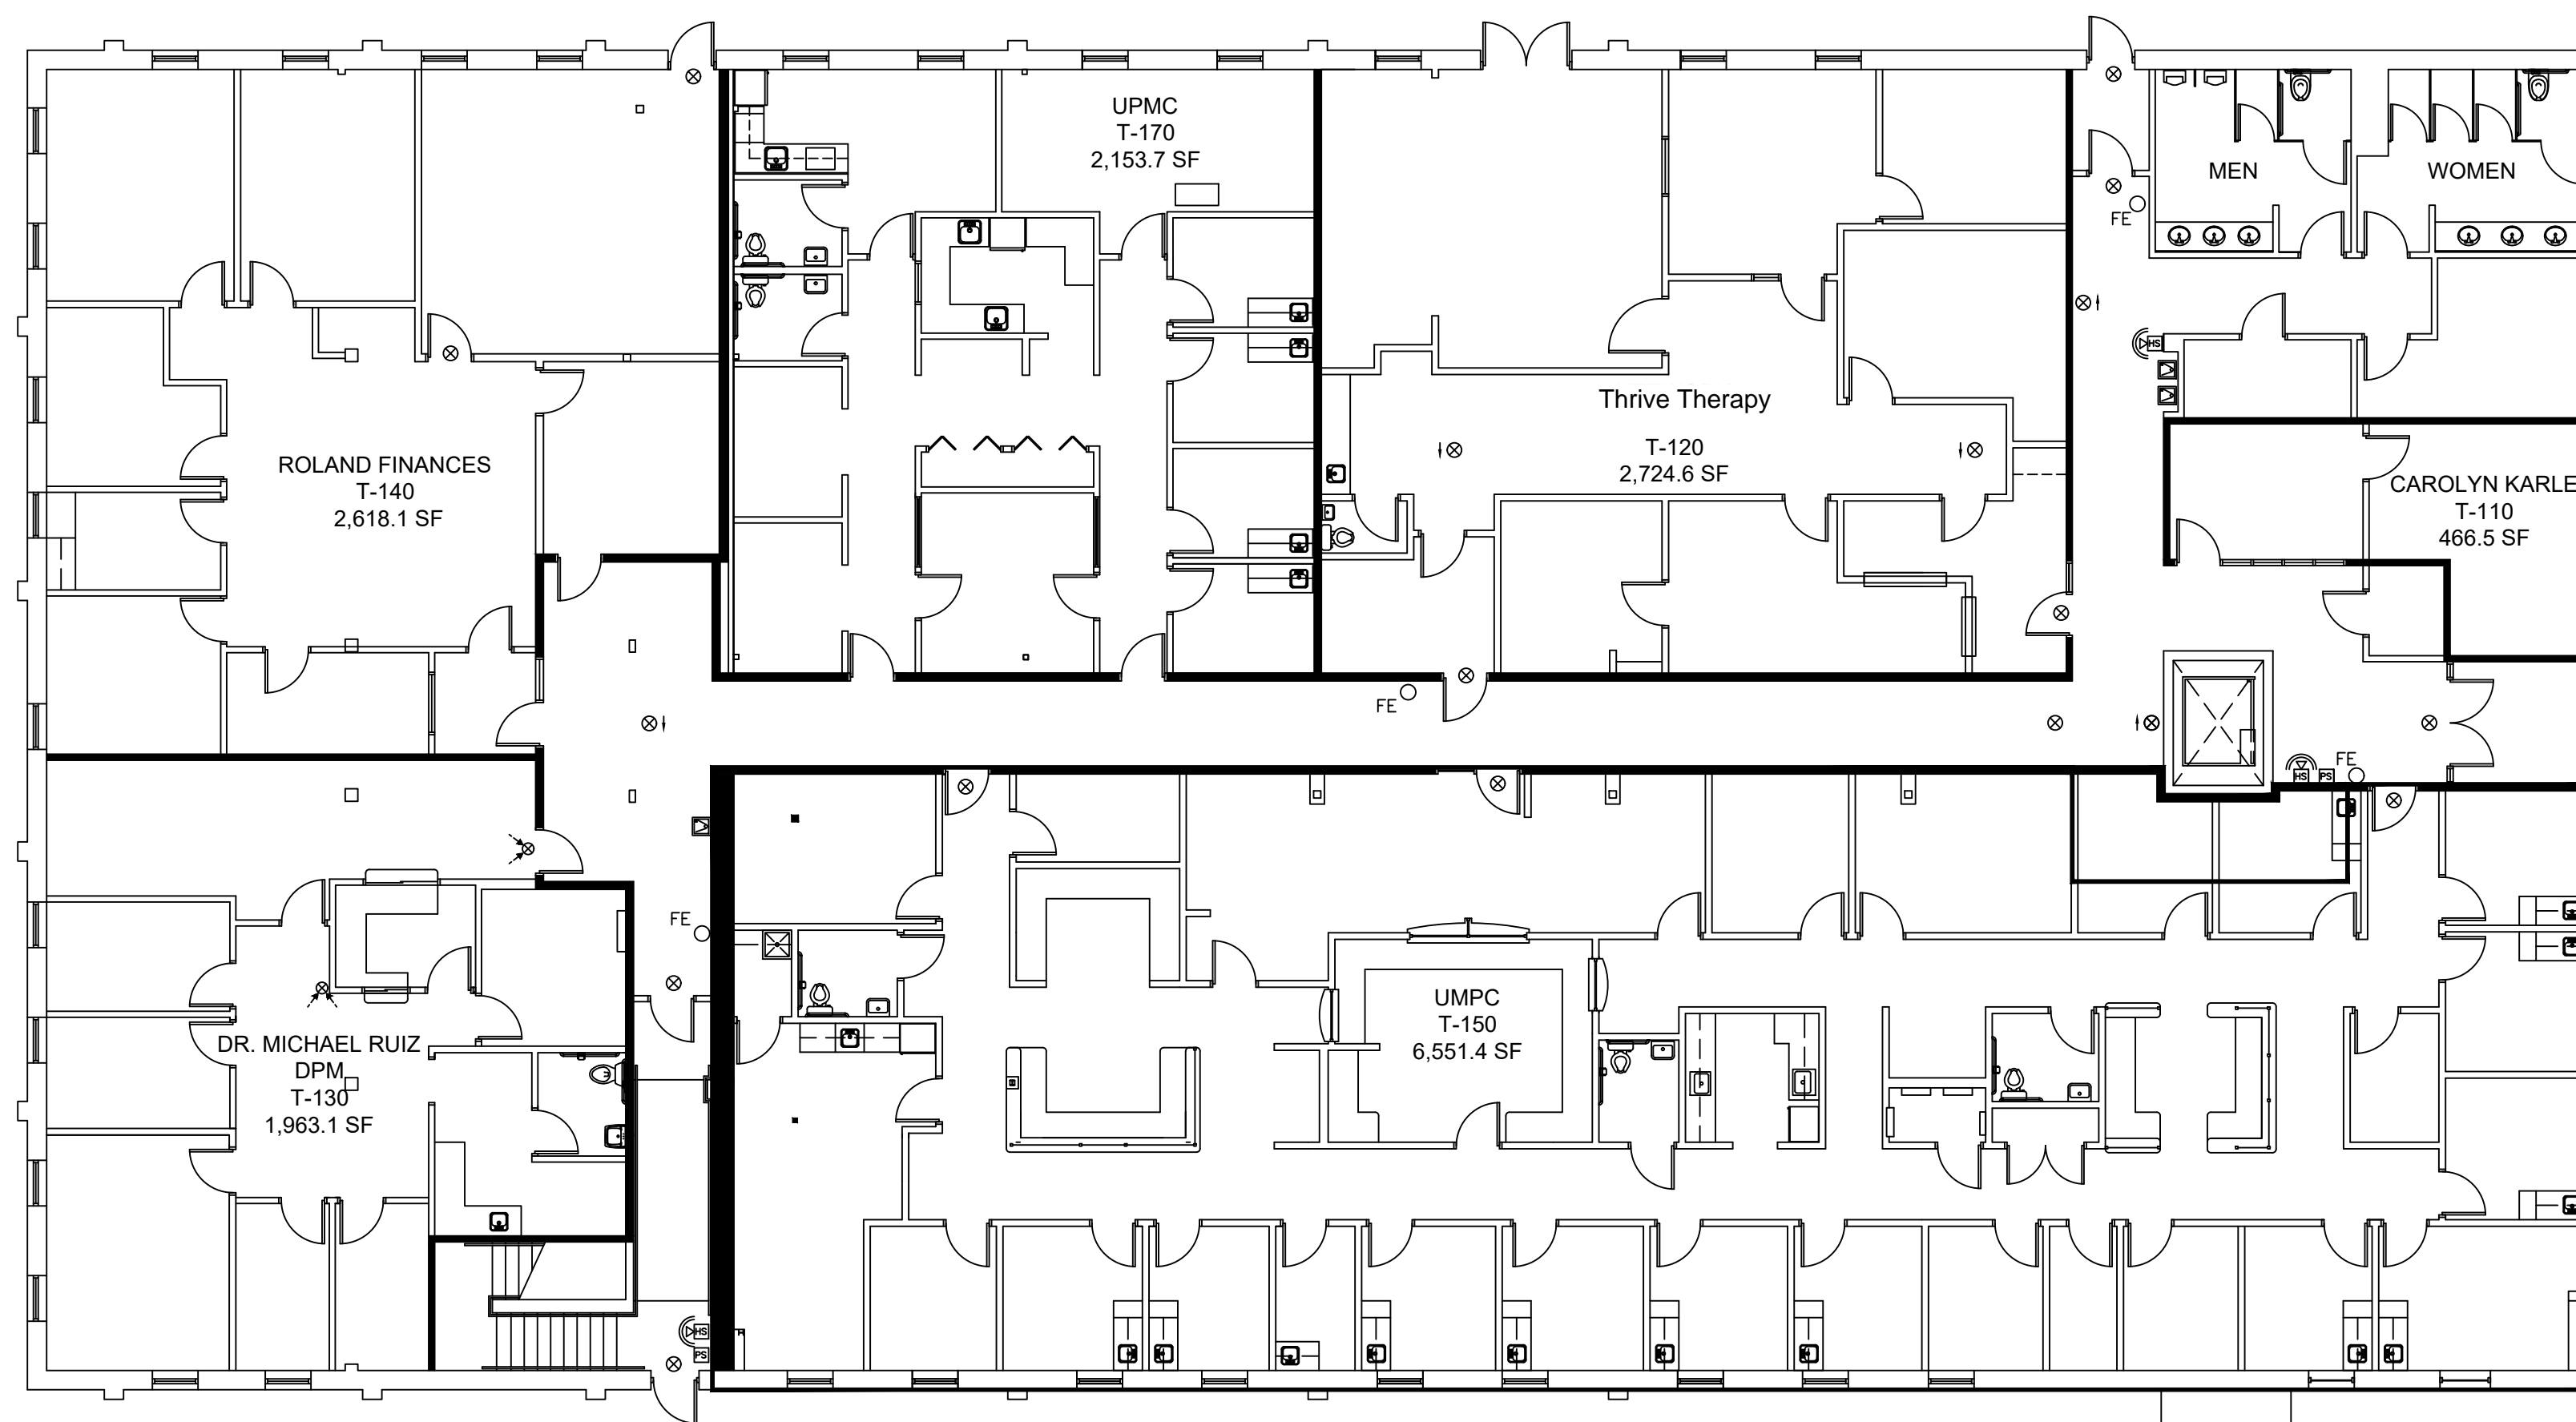 UPMC
T-170
2,153.7 SF
MEN
WOMEN
FE
HS
Thrive Therapy
T-120
2,724.6 SF
ROLAND FINANCES
T-140
2,618.1 SF
CAROLYN KARLE
T-110
466.5 SF
FE
FE
HS
PS
FE
UMPC
T-150
6,551.4 SF
DR. MICHAEL RUIZ
DPM
T-130
1,963.1 SF
HS
PS